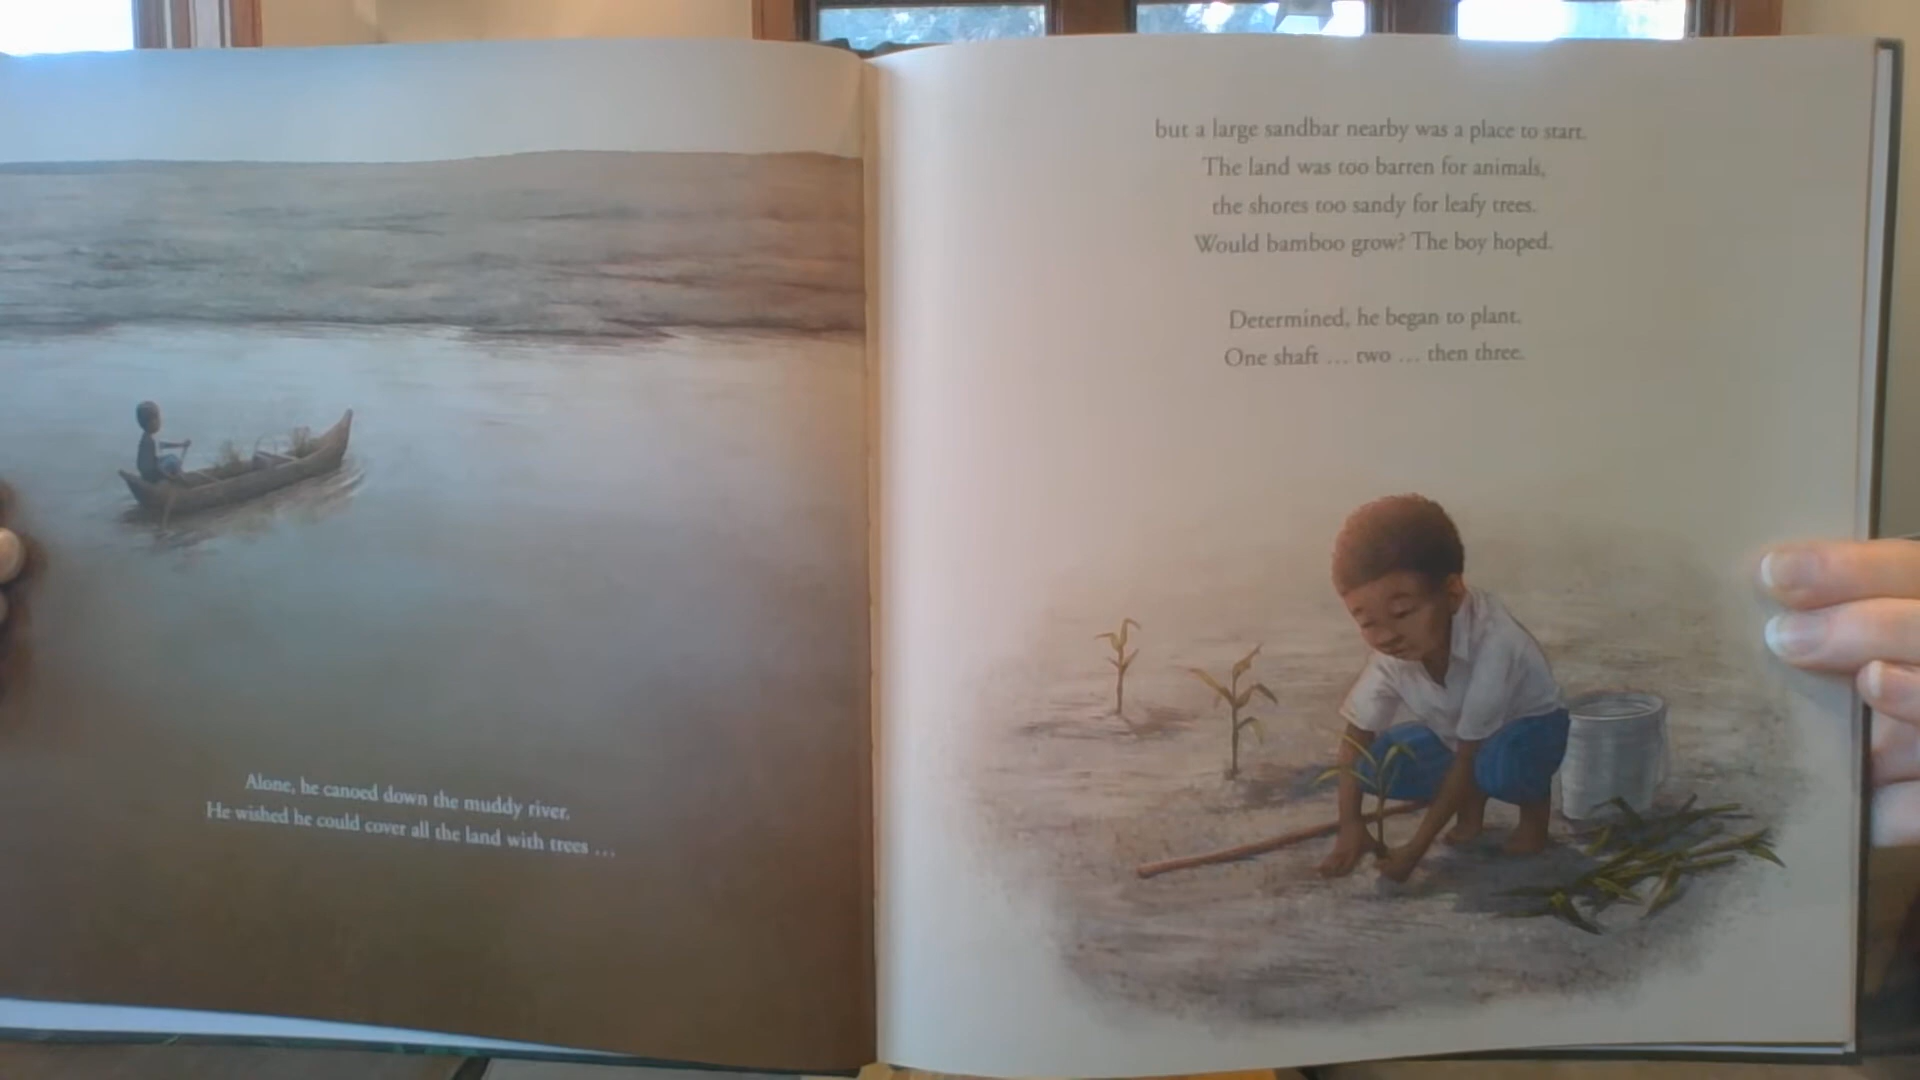 Alone, he canoed down the muddy river.
He wished he could cover all the land with trees ...
but a large sandbar nearby was a place to start.
The land was too barren for animals,
the shores too sandy for leafy trees.
Would bamboo grow? The boy hoped.
Determined, he began to plant.
One shaft ... two ... then three.